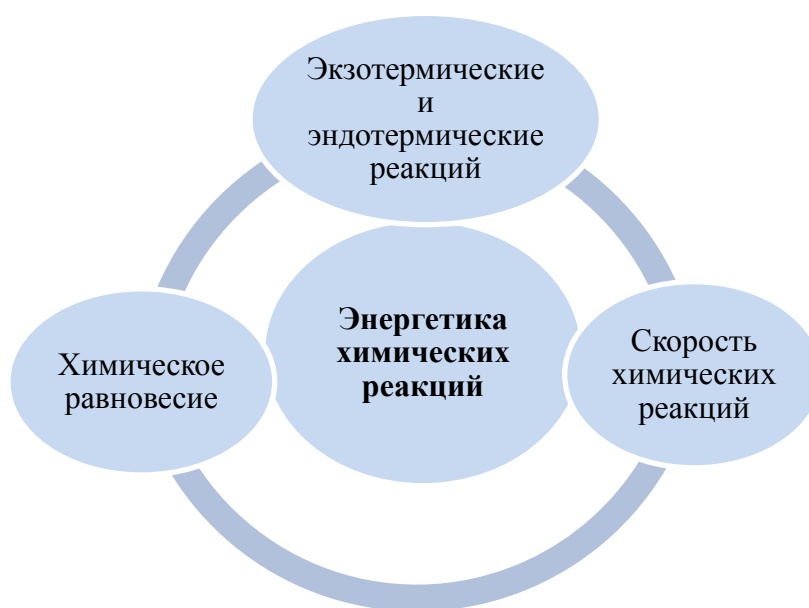 Экзотермические
и
эндотермические
реакций
Энергетика
химических
реакций
Химическое
равновесие
Скорость
химических
реакций